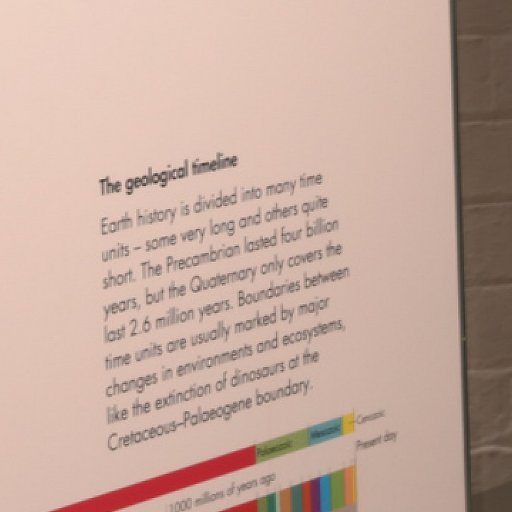 The geological timeline
Earth history is divided into many time
units – some very long and others quite
short. The Precambrian lasted four billion
years, but the Quaternary only covers the
last 2.6 million years. Boundaries between
time units are usually marked by major
changes in environments and ecosystems,
like the extinction of dinosaurs at the
Cretaceous–Palaeogene boundary.
Palaeozoic Mesozoic Cenozoic
1000 millions of years ago Present day